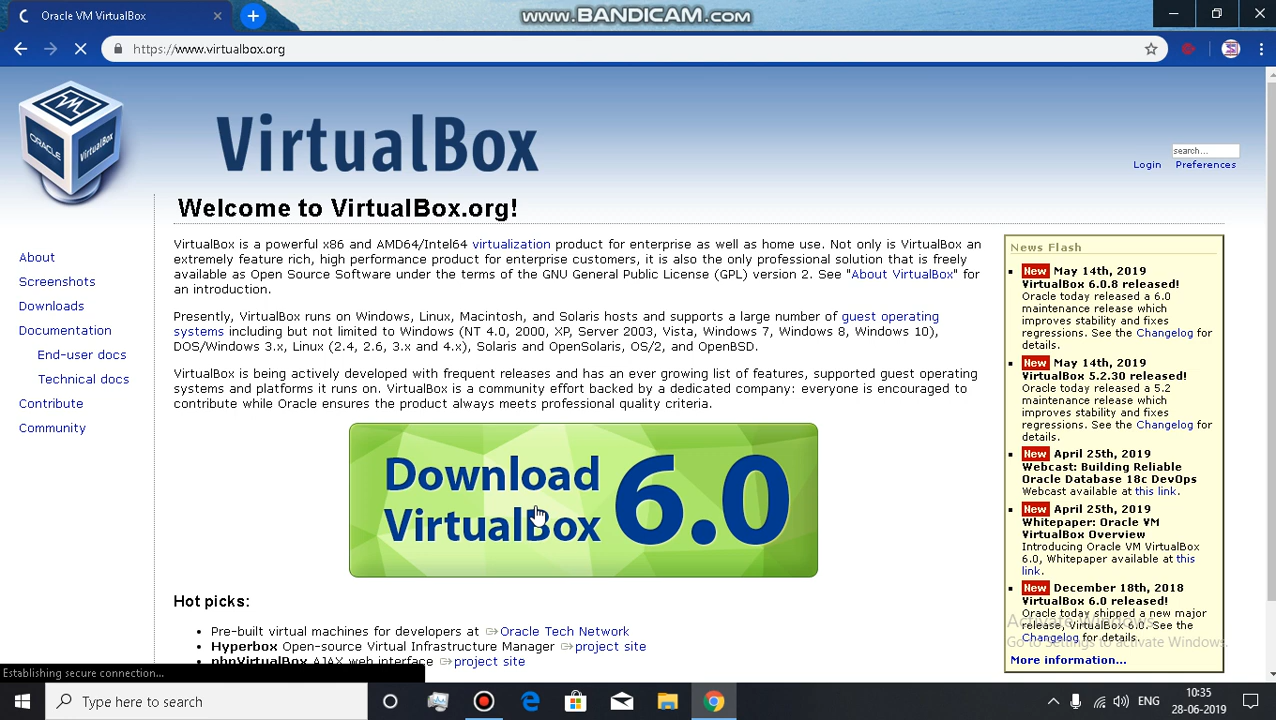 Oracle VM VirtualBox
www.BANDICAM.com
https://www.virtualbox.org
ORACLE
VirtualBox
VirtualBox
search...
Login Preferences
Welcome to VirtualBox.org!
About
Screenshots
Downloads
Documentation
End-user docs
Technical docs
Contribute
Community
VirtualBox is a powerful x86 and AMD64/Intel64 virtualization product for enterprise as well as home use. Not only is VirtualBox an
extremely feature rich, high performance product for enterprise customers, it is also the only professional solution that is freely
available as Open Source Software under the terms of the GNU General Public License (GPL) version 2. See "About VirtualBox" for
an introduction.
Presently, VirtualBox runs on Windows, Linux, Macintosh, and Solaris hosts and supports a large number of guest operating
systems including but not limited to Windows (NT 4.0, 2000, XP, Server 2003, Vista, Windows 7, Windows 8, Windows 10),
DOS/Windows 3.x, Linux (2.4, 2.6, 3.x and 4.x), Solaris and OpenSolaris, OS/2, and OpenBSD.
VirtualBox is being actively developed with frequent releases and has an ever growing list of features, supported guest operating
systems and platforms it runs on. VirtualBox is a community effort backed by a dedicated company: everyone is encouraged to
contribute while Oracle ensures the product always meets professional quality criteria.
Download
VirtualBox
6.0
Hot picks:
Pre-built virtual machines for developers at Oracle Tech Network
Hyperbox Open-source Virtual Infrastructure Manager project site
phpVirtualBox AJAX web interface project site
News Flash
New May 14th, 2019
VirtualBox 6.0.8 released!
Oracle today released a 6.0
maintenance release which
improves stability and fixes
regressions. See the Changelog for
details.
New May 14th, 2019
VirtualBox 5.2.30 released!
Oracle today released a 5.2
maintenance release which
improves stability and fixes
regressions. See the Changelog for
details.
New April 25th, 2019
Webcast: Building Reliable
Oracle Database 18c DevOps
Webcast available at this link.
New April 25th, 2019
Whitepaper: Oracle VM
VirtualBox Overview
Introducing Oracle VM VirtualBox
6.0, Whitepaper available at this
link.
New December 18th, 2018
VirtualBox 6.0 released!
Oracle today shipped a new major
release, VirtualBox 6.0. See the
Changelog for details.
More information...
Activate Windows
Go to Settings to activate Windows.
Establishing secure connection...
Type here to search
ENG
10:35
28-06-2019